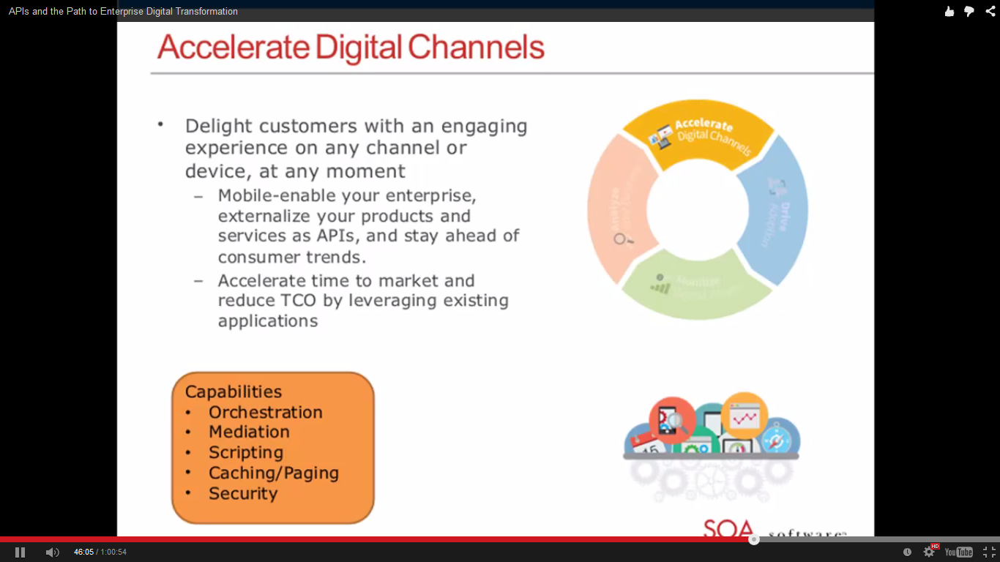 APIs and the Path to Enterprise Digital Transformation
Accelerate Digital Channels
• Delight customers with an engaging
experience on any channel or
device, at any moment
– Mobile-enable your enterprise,
externalize your products and
services as APIs, and stay ahead of
consumer trends.
– Accelerate time to market and
reduce TCO by leveraging existing
applications
Accelerate
Digital Channels
Drive
Adoption
Analyze
Capabilities
• Orchestration
• Mediation
• Scripting
• Caching/Paging
• Security
15
SOA software
46:05 / 1:00:54
HD
YouTube